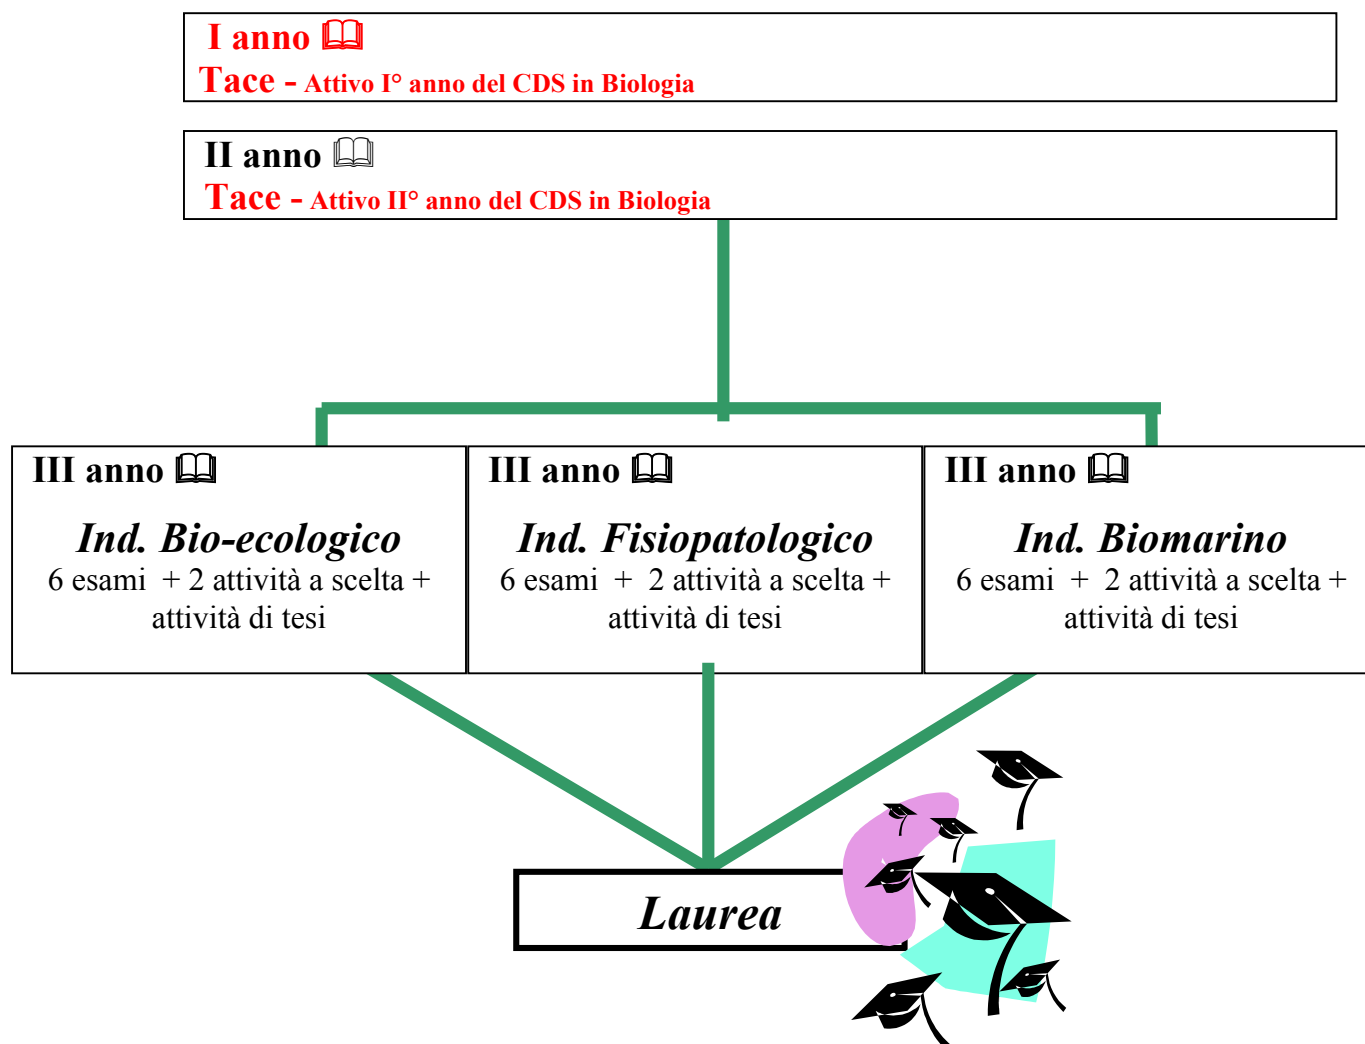 I anno
Tace - Attivo I° anno del CDS in Biologia
II anno
Tace - Attivo II° anno del CDS in Biologia
III anno
Ind. Bio-ecologico
6 esami + 2 attività a scelta +
attività di tesi
III anno
Ind. Fisiopatologico
6 esami + 2 attività a scelta +
attività di tesi
III anno
Ind. Biomarino
6 esami + 2 attività a scelta +
attività di tesi
Laurea